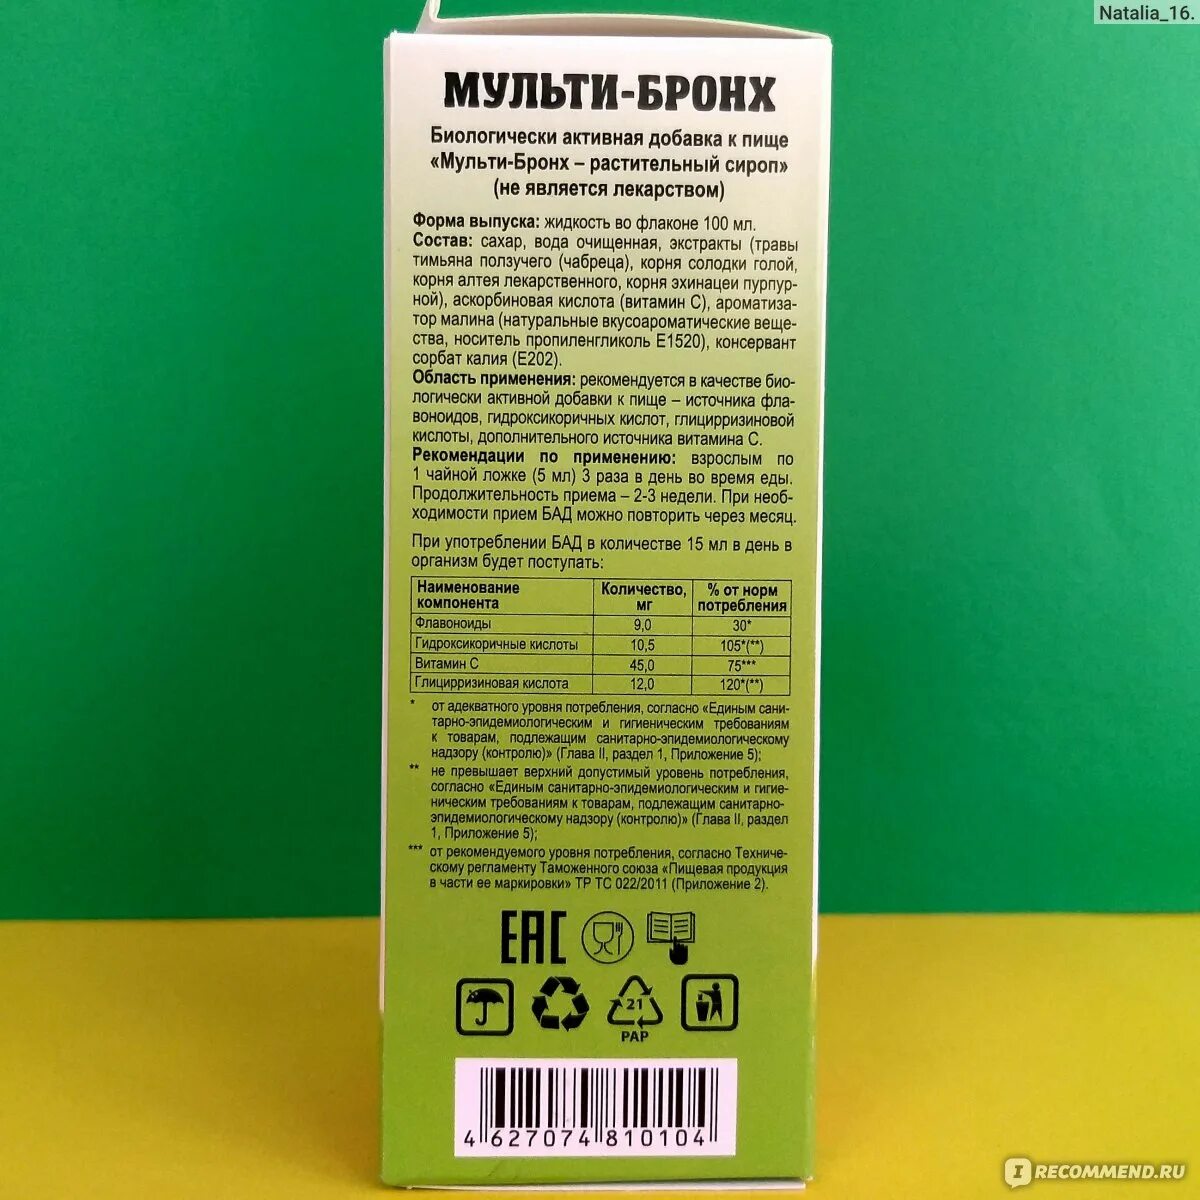 Natalia_16.
МУЛЬТИ-БРОНХ
Биологически активная добавка к пище
«Мульти-Бронх – растительный сироп»
(не является лекарством)
Форма выпуска: жидкость во флаконе 100 мл.
Состав: сахар, вода очищенная, экстракты (травы
тимьяна ползучего (чабреца), корня солодки голой,
корня алтея лекарственного, корня эхинацеи пурпур-
ной), аскорбиновая кислота (витамин С), ароматиза-
тор малина (натуральные вкусоароматические веще-
ства, носитель пропиленгликоль Е1520), консервант
сорбат калия (Е202).
Область применения: рекомендуется в качестве био-
логически активной добавки к пище – источника фла-
воноидов, гидроксикоричных кислот, глицирризиновой
кислоты, дополнительного источника витамина С.
Рекомендации по применению: взрослым по
1 чайной ложке (5 мл) 3 раза в день во время еды.
Продолжительность приема – 2-3 недели. При необ-
ходимости прием БАД можно повторить через месяц.
При употреблении БАД в количестве 15 мл в день в
организм будет поступать:
Наименование компонента Количество, мг % от норм потребления
Флавоноиды 9,0 30*
Гидроксикоричные кислоты 10,5 105*(**)
Витамин С 45,0 75***
Глицирризиновая кислота 12,0 120*(**)
* от адекватного уровня потребления, согласно «Единым сани-
тарно-эпидемиологическим и гигиеническим требованиям
к товарам, подлежащим санитарно-эпидемиологическому
надзору (контролю)» (Глава II, раздел 1, Приложение 5);
** не превышает верхний допустимый уровень потребления,
согласно «Единым санитарно-эпидемиологическим и гигие-
ническим требованиям к товарам, подлежащим санитарно-
эпидемиологическому надзору (контролю)» (Глава II, раздел
1, Приложение 5);
*** от рекомендуемого уровня потребления, согласно Техниче-
скому регламенту Таможенного союза «Пищевая продукция
в части ее маркировки» ТР ТС 022/2011 (Приложение 2).
EAC
21
PAP
4 627074 810104
I RECOMMEND.RU